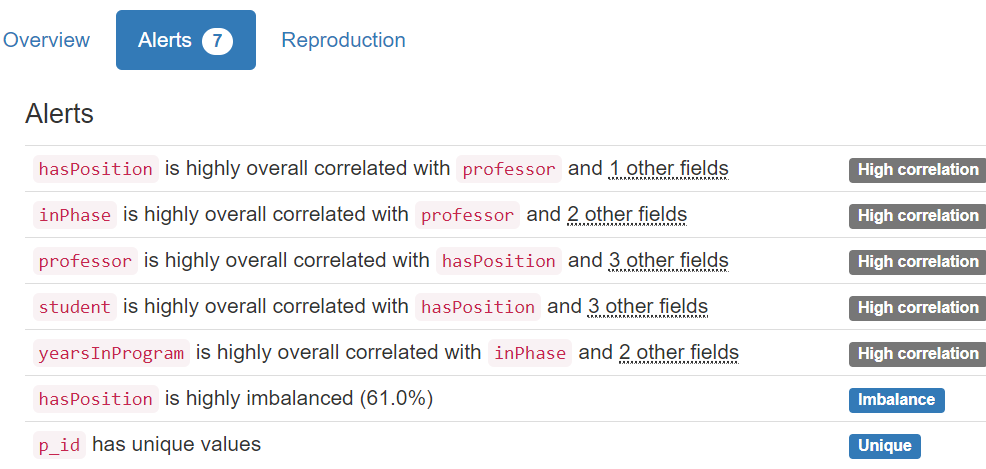 Overview Alerts 7 Reproduction
Alerts
hasPosition is highly overall correlated with professor and 1 other fields High correlation
inPhase is highly overall correlated with professor and 2 other fields High correlation
professor is highly overall correlated with hasPosition and 3 other fields High correlation
student is highly overall correlated with hasPosition and 3 other fields High correlation
yearsInProgram is highly overall correlated with inPhase and 2 other fields High correlation
hasPosition is highly imbalanced (61.0%) Imbalance
p_id has unique values Unique